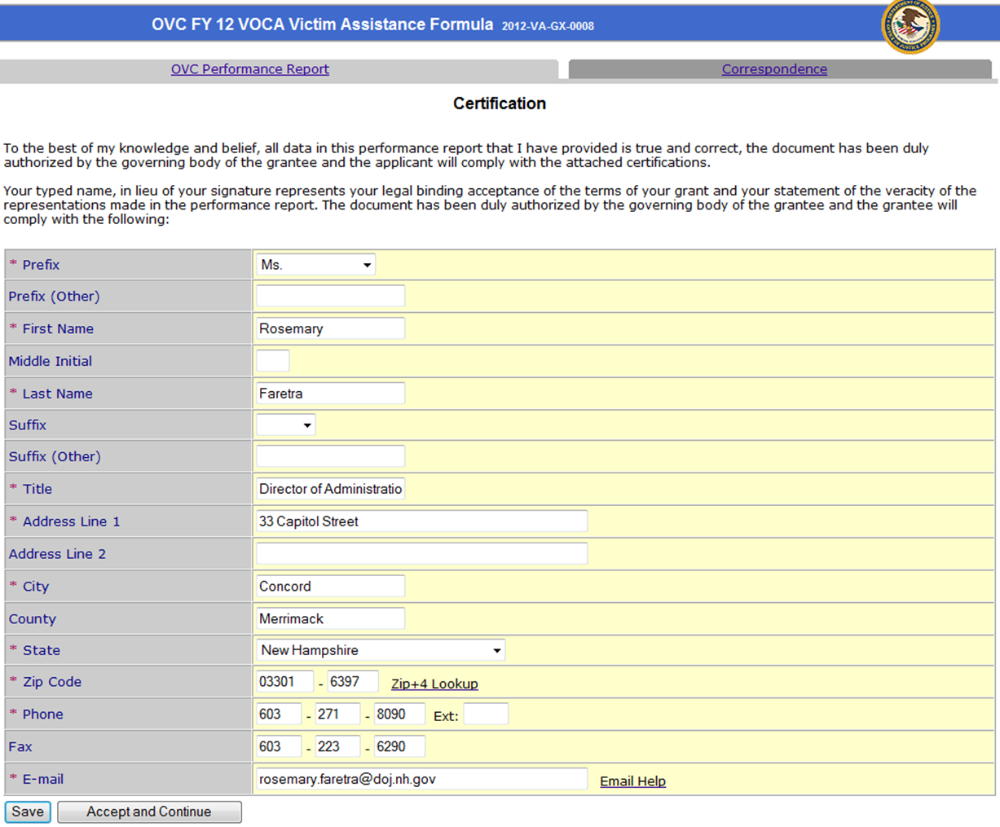 OVC FY 12 VOCA Victim Assistance Formula 2012-VA-GX-0008
OVC Performance Report Correspondence
Certification
To the best of my knowledge and belief, all data in this performance report that I have provided is true and correct, the document has been duly
authorized by the governing body of the grantee and the applicant will comply with the attached certifications.
Your typed name, in lieu of your signature represents your legal binding acceptance of the terms of your grant and your statement of the veracity of the
representations made in the performance report. The document has been duly authorized by the governing body of the grantee and the grantee will
comply with the following:
* Prefix Ms.
Prefix (Other)
* First Name Rosemary
Middle Initial
* Last Name Faretra
Suffix
Suffix (Other)
* Title Director of Administratio
* Address Line 1 33 Capitol Street
Address Line 2
* City Concord
County Merrimack
* State New Hampshire
* Zip Code 03301 - 6397 Zip+4 Lookup
* Phone 603 - 271 - 8090 Ext:
Fax 603 - 223 - 6290
* E-mail rosemary.faretra@doj.nh.gov Email Help
Save Accept and Continue